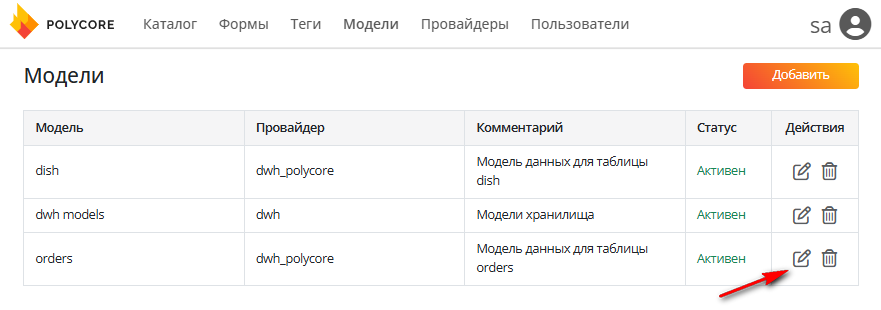 POLYCORE Каталог Формы Теги Модели Провайдеры Пользователи sa
Модели Добавить
Модель Провайдер Комментарий Статус Действия
dish dwh_polycore Модель данных для таблицы dish Активен
dwh models dwh Модели хранилища Активен
orders dwh_polycore Модель данных для таблицы orders Активен